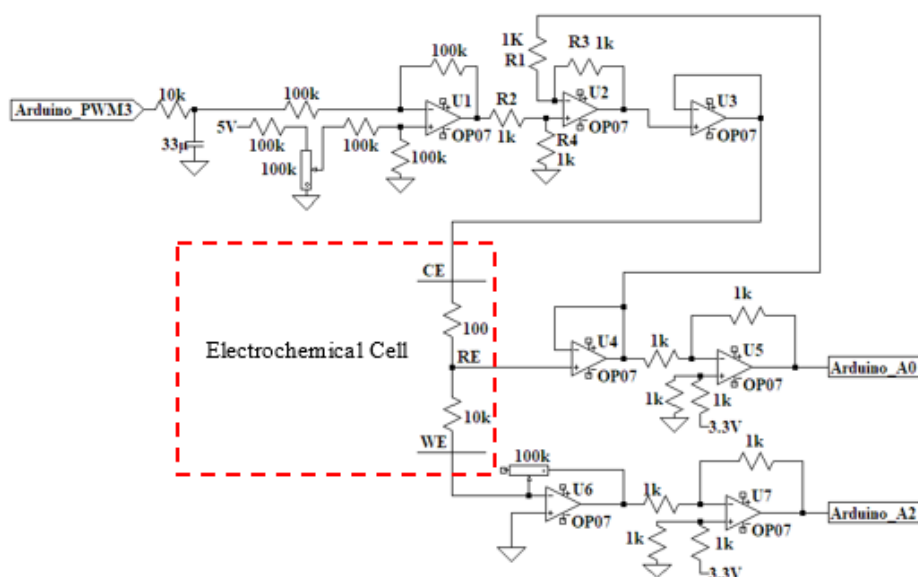 1K
R1
R3 1k
100k
Arduino_PWM3
10k
100k
U1
OP07
R2
1k
U2
OP07
U3
OP07
33µ
5V
100k
100k
100k
100k
R4
1k
CE
100
Electrochemical Cell
RE
10k
WE
U4
OP07
1k
1k
U5
OP07
Arduino_A0
1k
1k
3.3V
100k
U6
OP07
1k
1k
U7
OP07
Arduino_A2
1k
1k
3.3V